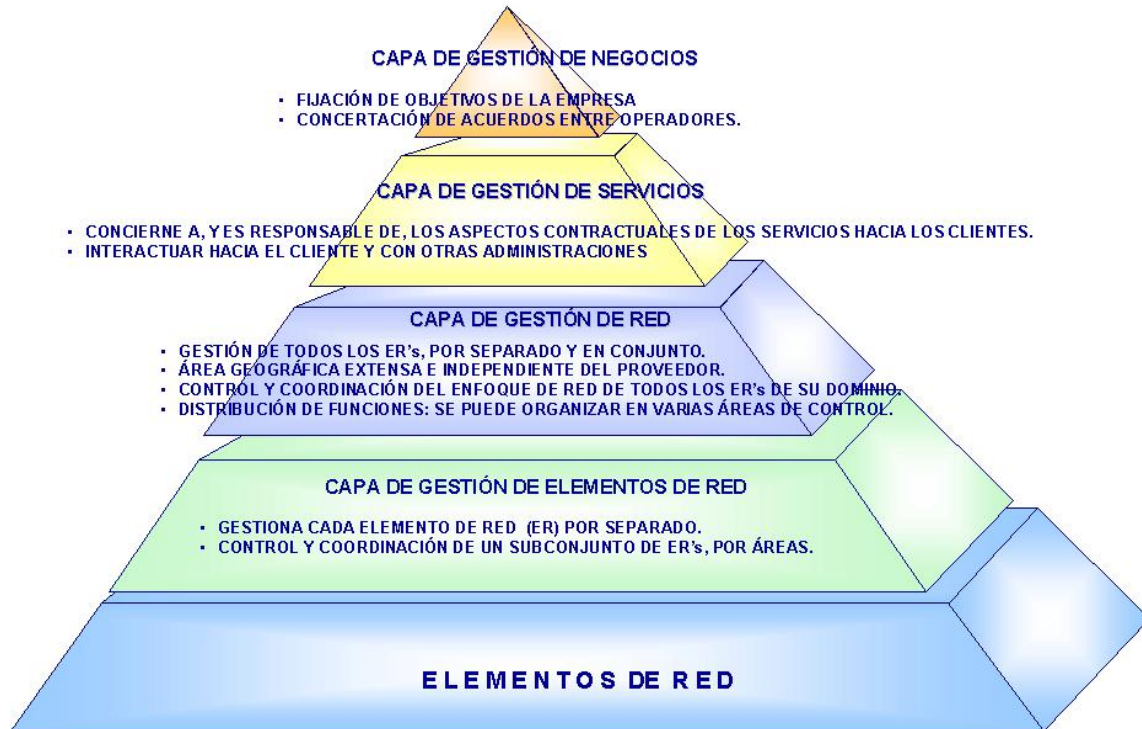 CAPA DE GESTIÓN DE NEGOCIOS
• FIJACIÓN DE OBJETIVOS DE LA EMPRESA
• CONCERTACIÓN DE ACUERDOS ENTRE OPERADORES.
CAPA DE GESTIÓN DE SERVICIOS
• CONCIERNE A, Y ES RESPONSABLE DE, LOS ASPECTOS CONTRACTUALES DE LOS SERVICIOS HACIA LOS CLIENTES.
• INTERACTUAR HACIA EL CLIENTE Y CON OTRAS ADMINISTRACIONES
CAPA DE GESTIÓN DE RED
• GESTIÓN DE TODOS LOS ER's, POR SEPARADO Y EN CONJUNTO.
• ÁREA GEOGRÁFICA EXTENSA E INDEPENDIENTE DEL PROVEEDOR.
• CONTROL Y COORDINACIÓN DEL ENFOQUE DE RED DE TODOS LOS ER's DE SU DOMINIO.
• DISTRIBUCIÓN DE FUNCIONES: SE PUEDE ORGANIZAR EN VARIAS ÁREAS DE CONTROL.
CAPA DE GESTIÓN DE ELEMENTOS DE RED
• GESTIONA CADA ELEMENTO DE RED (ER) POR SEPARADO.
• CONTROL Y COORDINACIÓN DE UN SUBCONJUNTO DE ER's, POR ÁREAS.
ELEMENTOS DE RED